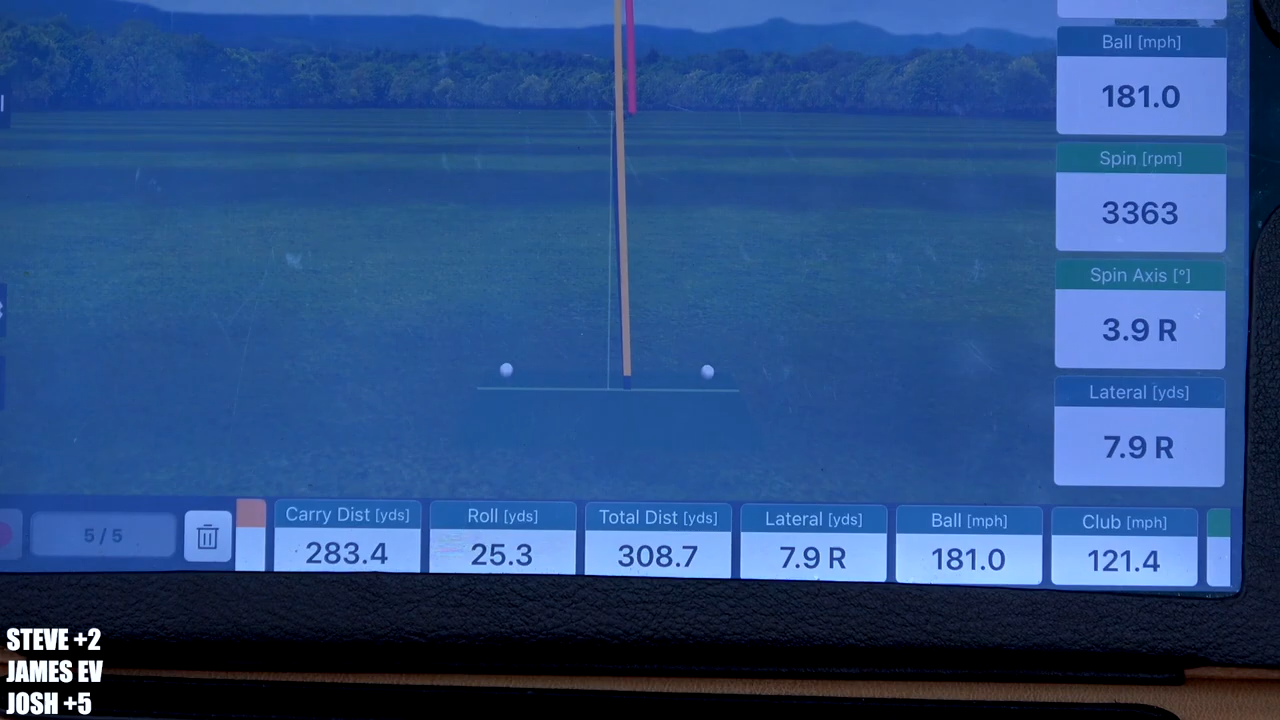 Ball [mph]
181.0
Spin [rpm]
3363
Spin Axis [°]
3.9 R
Lateral [yds]
7.9 R
5 / 5
Carry Dist [yds]
283.4
Roll [yds]
25.3
Total Dist [yds]
308.7
Lateral [yds]
7.9 R
Ball [mph]
181.0
Club [mph]
121.4
STEVE +2
JAMES EV
JOSH +5